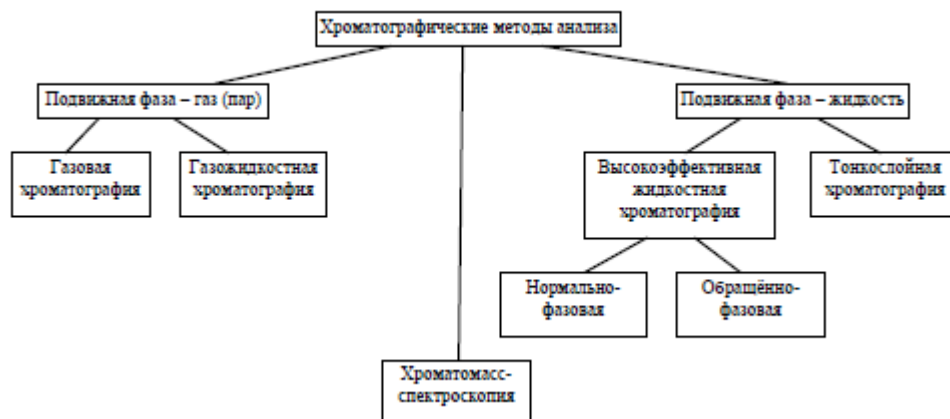 Хроматографические методы анализа
Подвижная фаза – газ (пар)
Подвижная фаза – жидкость
Газовая
хроматография
Газожидкостная
хроматография
Высокоэффективная
жидкостная
хроматография
Тонкослойная
хроматография
Нормально-
фазовая
Обращённо-
фазовая
Хроматомасс-
спектроскопия